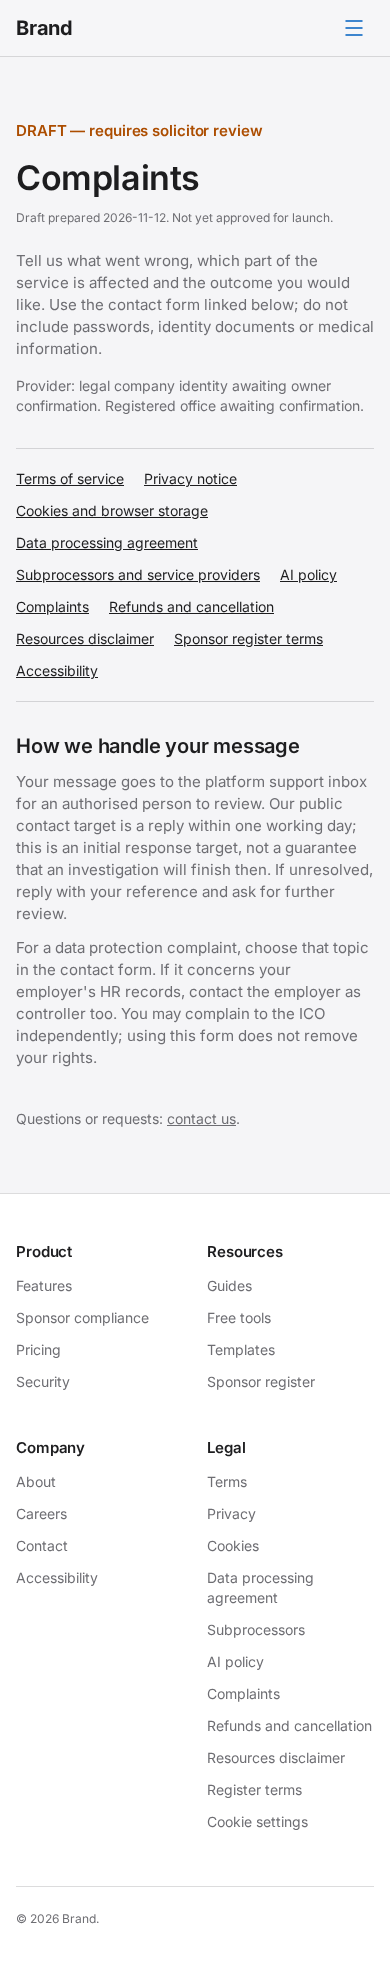 Brand
DRAFT — requires solicitor review
Complaints
Draft prepared 2026-11-12. Not yet approved for launch.
Tell us what went wrong, which part of the
service is affected and the outcome you would
like. Use the contact form linked below; do not
include passwords, identity documents or medical
information.
Provider: legal company identity awaiting owner
confirmation. Registered office awaiting confirmation.
Terms of service Privacy notice
Cookies and browser storage
Data processing agreement
Subprocessors and service providers AI policy
Complaints Refunds and cancellation
Resources disclaimer Sponsor register terms
Accessibility
How we handle your message
Your message goes to the platform support inbox
for an authorised person to review. Our public
contact target is a reply within one working day;
this is an initial response target, not a guarantee
that an investigation will finish then. If unresolved,
reply with your reference and ask for further
review.
For a data protection complaint, choose that topic
in the contact form. If it concerns your
employer's HR records, contact the employer as
controller too. You may complain to the ICO
independently; using this form does not remove
your rights.
Questions or requests: contact us.
Product
Features
Sponsor compliance
Pricing
Security
Resources
Guides
Free tools
Templates
Sponsor register
Company
About
Careers
Contact
Accessibility
Legal
Terms
Privacy
Cookies
Data processing
agreement
Subprocessors
AI policy
Complaints
Refunds and cancellation
Resources disclaimer
Register terms
Cookie settings
© 2026 Brand.